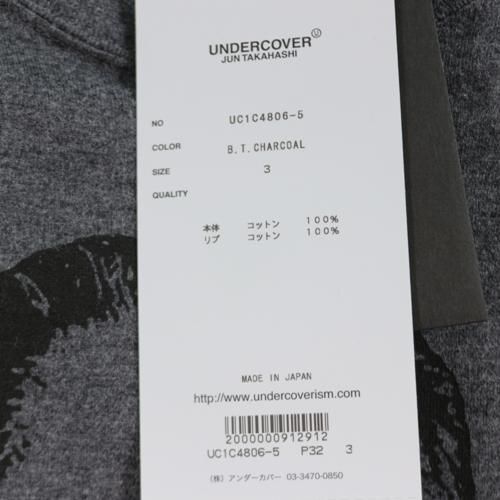 UNDERCOVER U
JUN TAKAHASHI
NO UC1C4806-5
COLOR B.T.CHARCOAL
SIZE 3
QUALITY
本体 コットン 100%
リブ コットン 100%
MADE IN JAPAN
http://www.undercoverism.com/
2000000912912
UC1C4806-5 P32 3
(株) アンダーカバー 03-3470-0850